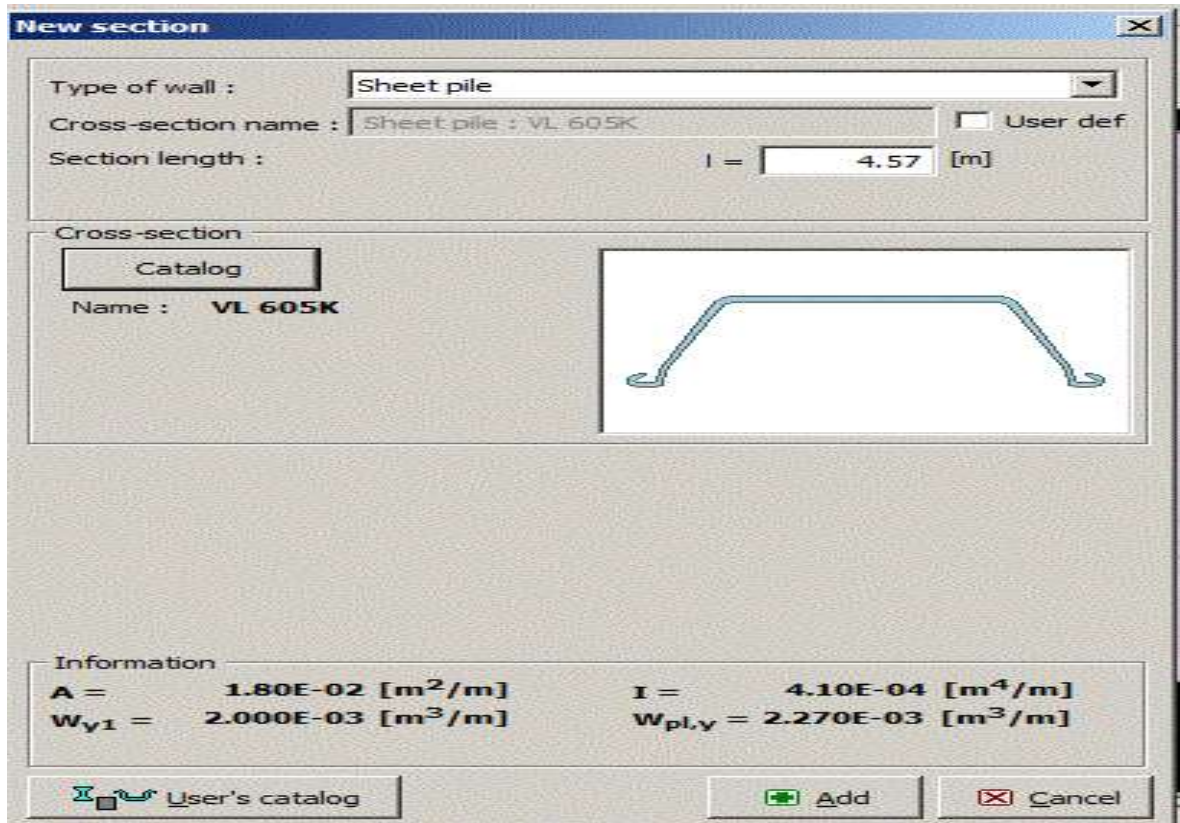 New section
Type of wall : Sheet pile
Cross-section name : Sheet pile : VL 605K User def
Section length : l = 4.57 [m]
Cross-section
Catalog
Name : VL 605K
Information
A = 1.80E-02 [m²/m] I = 4.10E-04 [m⁴/m]
Wy1 = 2.000E-03 [m³/m] Wpl,y = 2.270E-03 [m³/m]
User's catalog Add Cancel